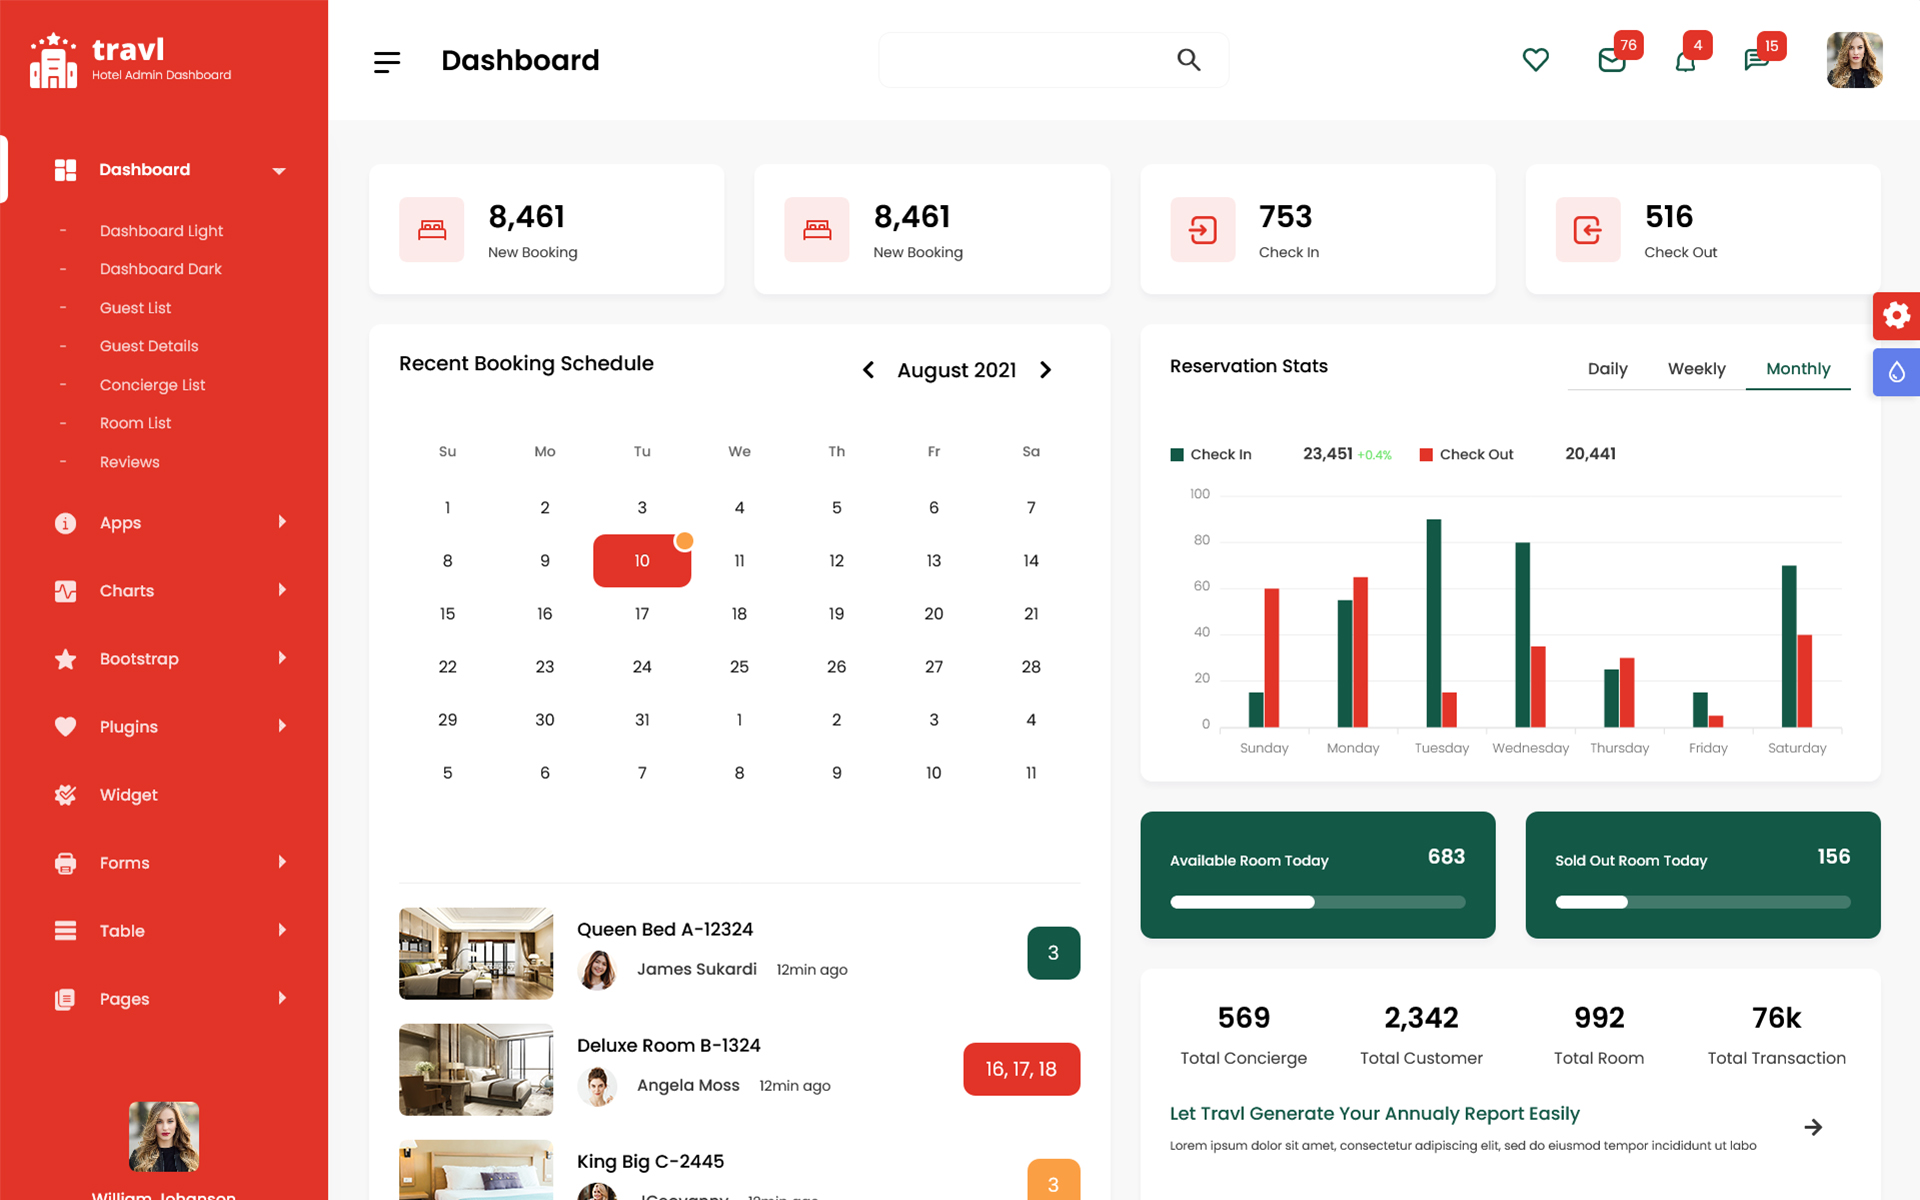 travl
Hotel Admin Dashboard
Dashboard
76
4
15
Dashboard
- Dashboard Light
- Dashboard Dark
- Guest List
- Guest Details
- Concierge List
- Room List
- Reviews
Apps
Charts
Bootstrap
Plugins
Widget
Forms
Table
Pages
William Johanson
8,461
New Booking
8,461
New Booking
753
Check In
516
Check Out
Recent Booking Schedule
August 2021
Su Mo Tu We Th Fr Sa
1 2 3 4 5 6 7
8 9 10 11 12 13 14
15 16 17 18 19 20 21
22 23 24 25 26 27 28
29 30 31 1 2 3 4
5 6 7 8 9 10 11
Queen Bed A-12324
James Sukardi 12min ago
3
Deluxe Room B-1324
Angela Moss 12min ago
16, 17, 18
King Big C-2445
12min ago
3
Reservation Stats
Daily Weekly Monthly
Check In 23,451 +0.4% Check Out 20,441
100
80
60
40
20
0
Sunday Monday Tuesday Wednesday Thursday Friday Saturday
Available Room Today 683
Sold Out Room Today 156
569
Total Concierge
2,342
Total Customer
992
Total Room
76k
Total Transaction
Let Travl Generate Your Annualy Report Easily
Lorem ipsum dolor sit amet, consectetur adipiscing elit, sed do eiusmod tempor incididunt ut labo